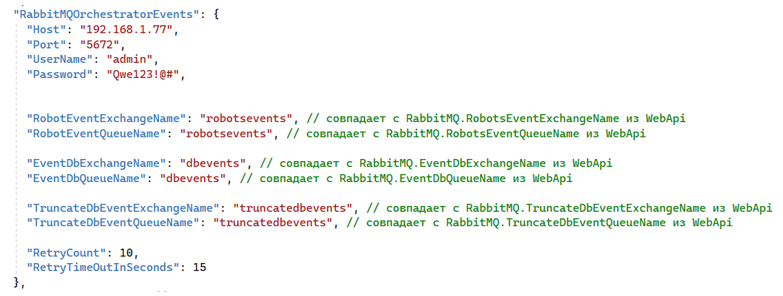 "RabbitMQOrchestratorEvents": {
"Host": "192.168.1.77",
"Port": "5672",
"UserName": "admin",
"Password": "Qwe123!@#",
"RobotEventExchangeName": "robotsevents", // совпадает с RabbitMQ.RobotsEventExchangeName из WebApi
"RobotEventQueueName": "robotsevents", // совпадает с RabbitMQ.RobotsEventQueueName из WebApi
"EventDbExchangeName": "dbevents", // совпадает с RabbitMQ.EventDbExchangeName из WebApi
"EventDbQueueName": "dbevents", // совпадает с RabbitMQ.EventDbQueueName из WebApi
"TruncateDbEventExchangeName": "truncatedbevents", // совпадает с RabbitMQ.TruncateDbEventExchangeName из WebApi
"TruncateDbEventQueueName": "truncatedbevents", // совпадает с RabbitMQ.TruncateDbEventQueueName из WebApi
"RetryCount": 10,
"RetryTimeOutInSeconds": 15
},